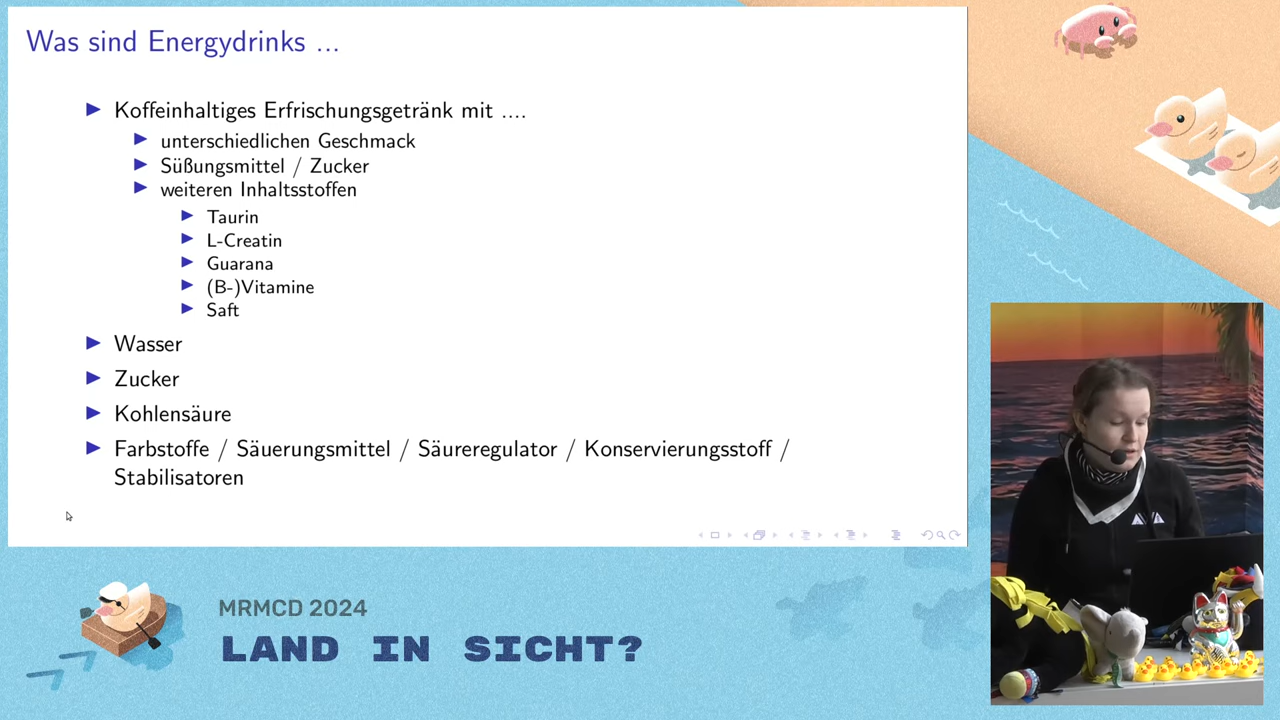 Was sind Energydrinks ...
Koffeinhaltiges Erfrischungsgetränk mit ....
unterschiedlichen Geschmack
Süßungsmittel / Zucker
weiteren Inhaltsstoffen
Taurin
L-Creatin
Guarana
(B-)Vitamine
Saft
Wasser
Zucker
Kohlensäure
Farbstoffe / Säuerungsmittel / Säureregulator / Konservierungsstoff /
Stabilisatoren
MRMCD 2024
LAND IN SICHT?